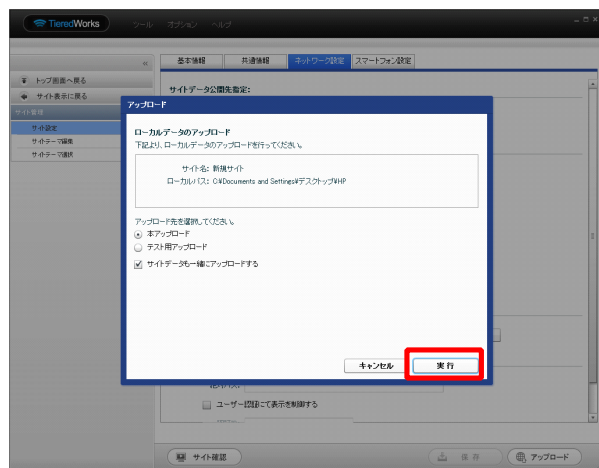 TieredWorks
ツール オプション ヘルプ
基本情報 共通情報 ネットワーク設定 スマートフォン設定
トップ画面へ戻る
サイト表示に戻る
サイト管理
サイト設定
サイトテーマ編集
サイトテーマ選択
サイトデータ公開先指定:
アップロード
ローカルデータのアップロード
下記より、ローカルデータのアップロードを行ってください。
サイト名: 新規サイト
ローカルパス: C:¥Documents and Settings¥デスクトップ¥HP
アップロード先を選択してください。
本アップロード
テスト用アップロード
サイトデータも一緒にアップロードする
キャンセル 実行
ユーザー認証にて表示を制御する
サイト確認 保存 アップロード